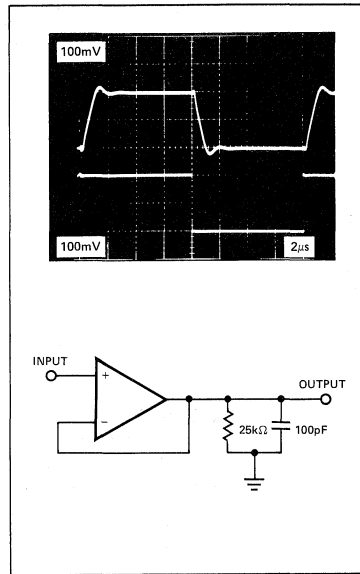 100mV
100mV
2µs
INPUT
+
−
OUTPUT
25kΩ
100pF